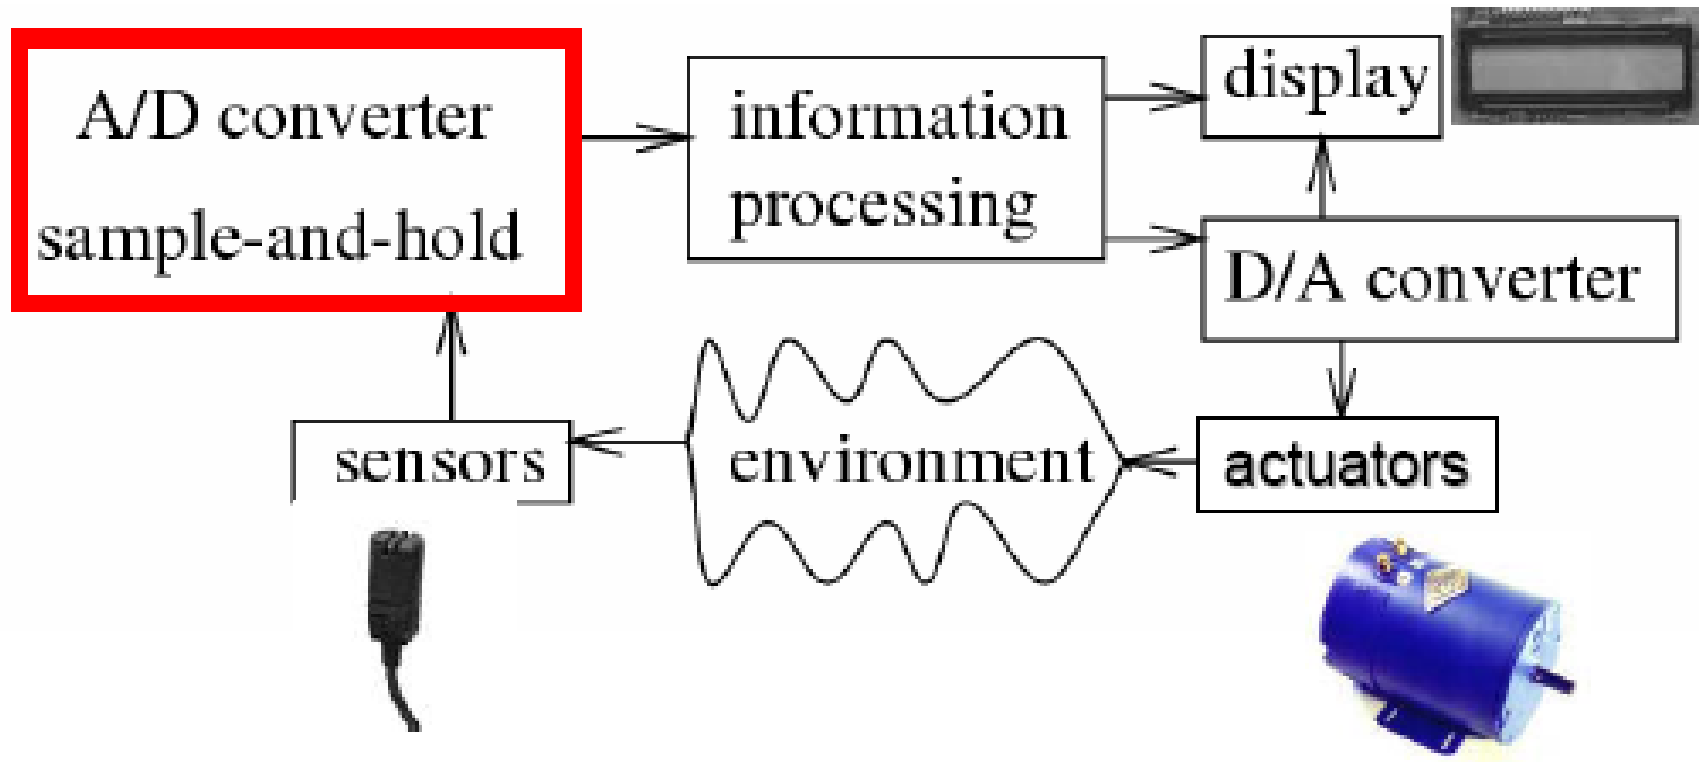 A/D converter
sample-and-hold
information
processing
display
D/A converter
sensors
environment
actuators